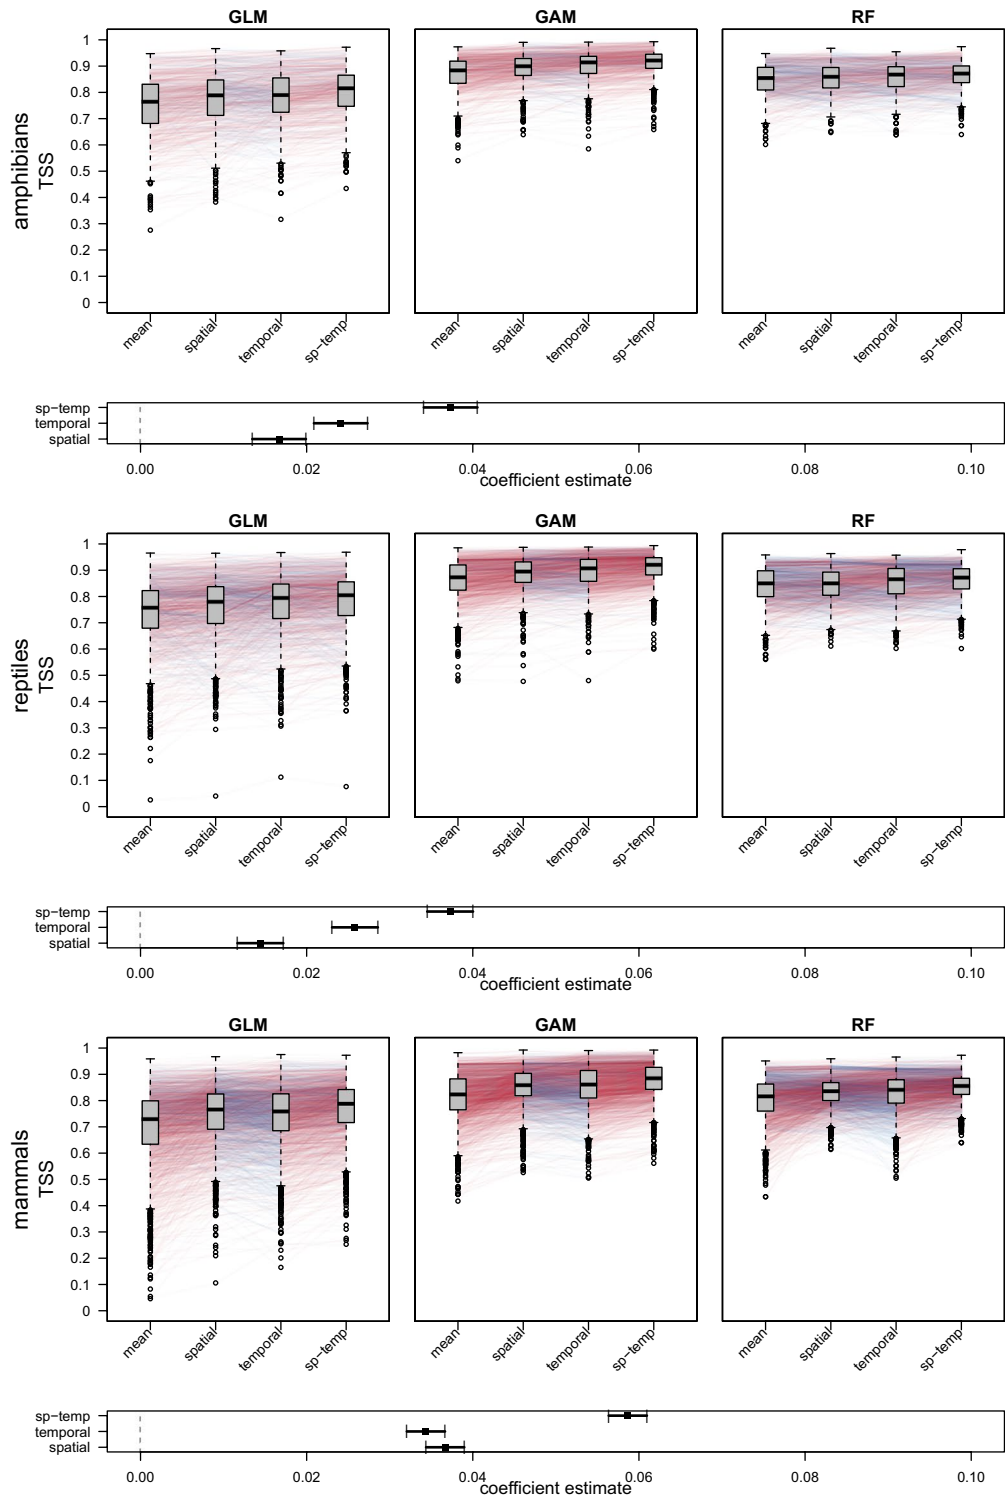 GLM GAM RF
amphibians
TSS
1
0.9
0.8
0.7
0.6
0.5
0.4
0.3
0.2
0.1
0
mean spatial temporal sp-temp mean spatial temporal sp-temp mean spatial temporal sp-temp
sp-temp
temporal
spatial
0.00 0.02 0.04 0.06 0.08 0.10
coefficient estimate
GLM GAM RF
reptiles
TSS
1
0.9
0.8
0.7
0.6
0.5
0.4
0.3
0.2
0.1
0
mean spatial temporal sp-temp mean spatial temporal sp-temp mean spatial temporal sp-temp
sp-temp
temporal
spatial
0.00 0.02 0.04 0.06 0.08 0.10
coefficient estimate
GLM GAM RF
mammals
TSS
1
0.9
0.8
0.7
0.6
0.5
0.4
0.3
0.2
0.1
0
mean spatial temporal sp-temp mean spatial temporal sp-temp mean spatial temporal sp-temp
sp-temp
temporal
spatial
0.00 0.02 0.04 0.06 0.08 0.10
coefficient estimate